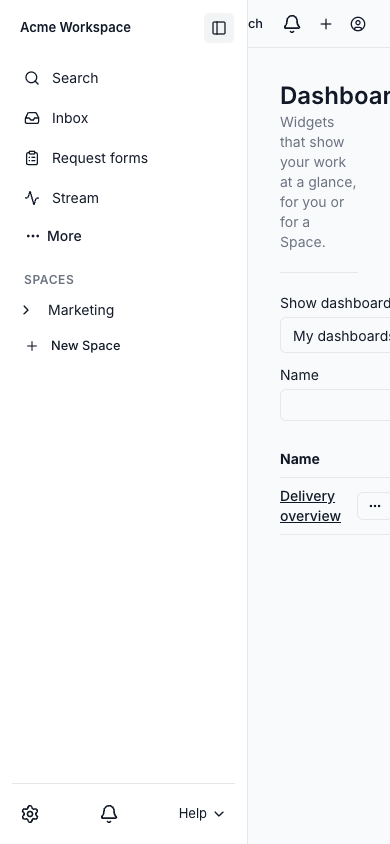 Acme Workspace
ch
Search
Inbox
Request forms
Stream
More
SPACES
Marketing
New Space
Help
Dashboar
Widgets
that show
your work
at a glance,
for you or
for a
Space.
Show dashboard
My dashboards
Name
Name
Delivery
overview